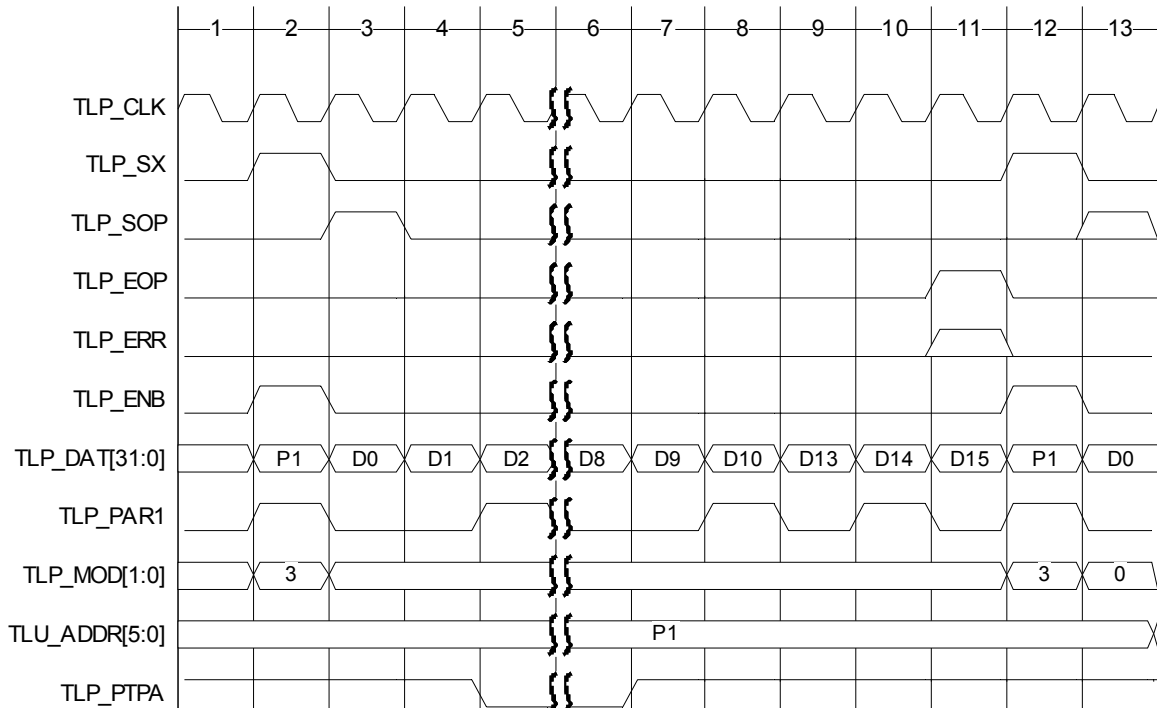 1 2 3 4 5 6 7 8 9 10 11 12 13
TLP_CLK
TLP_SX
TLP_SOP
TLP_EOP
TLP_ERR
TLP_ENB
TLP_DAT[31:0] P1 D0 D1 D2 D8 D9 D10 D13 D14 D15 P1 D0
TLP_PAR1
TLP_MOD[1:0] 3 3 0
TLU_ADDR[5:0] P1
TLP_PTPA